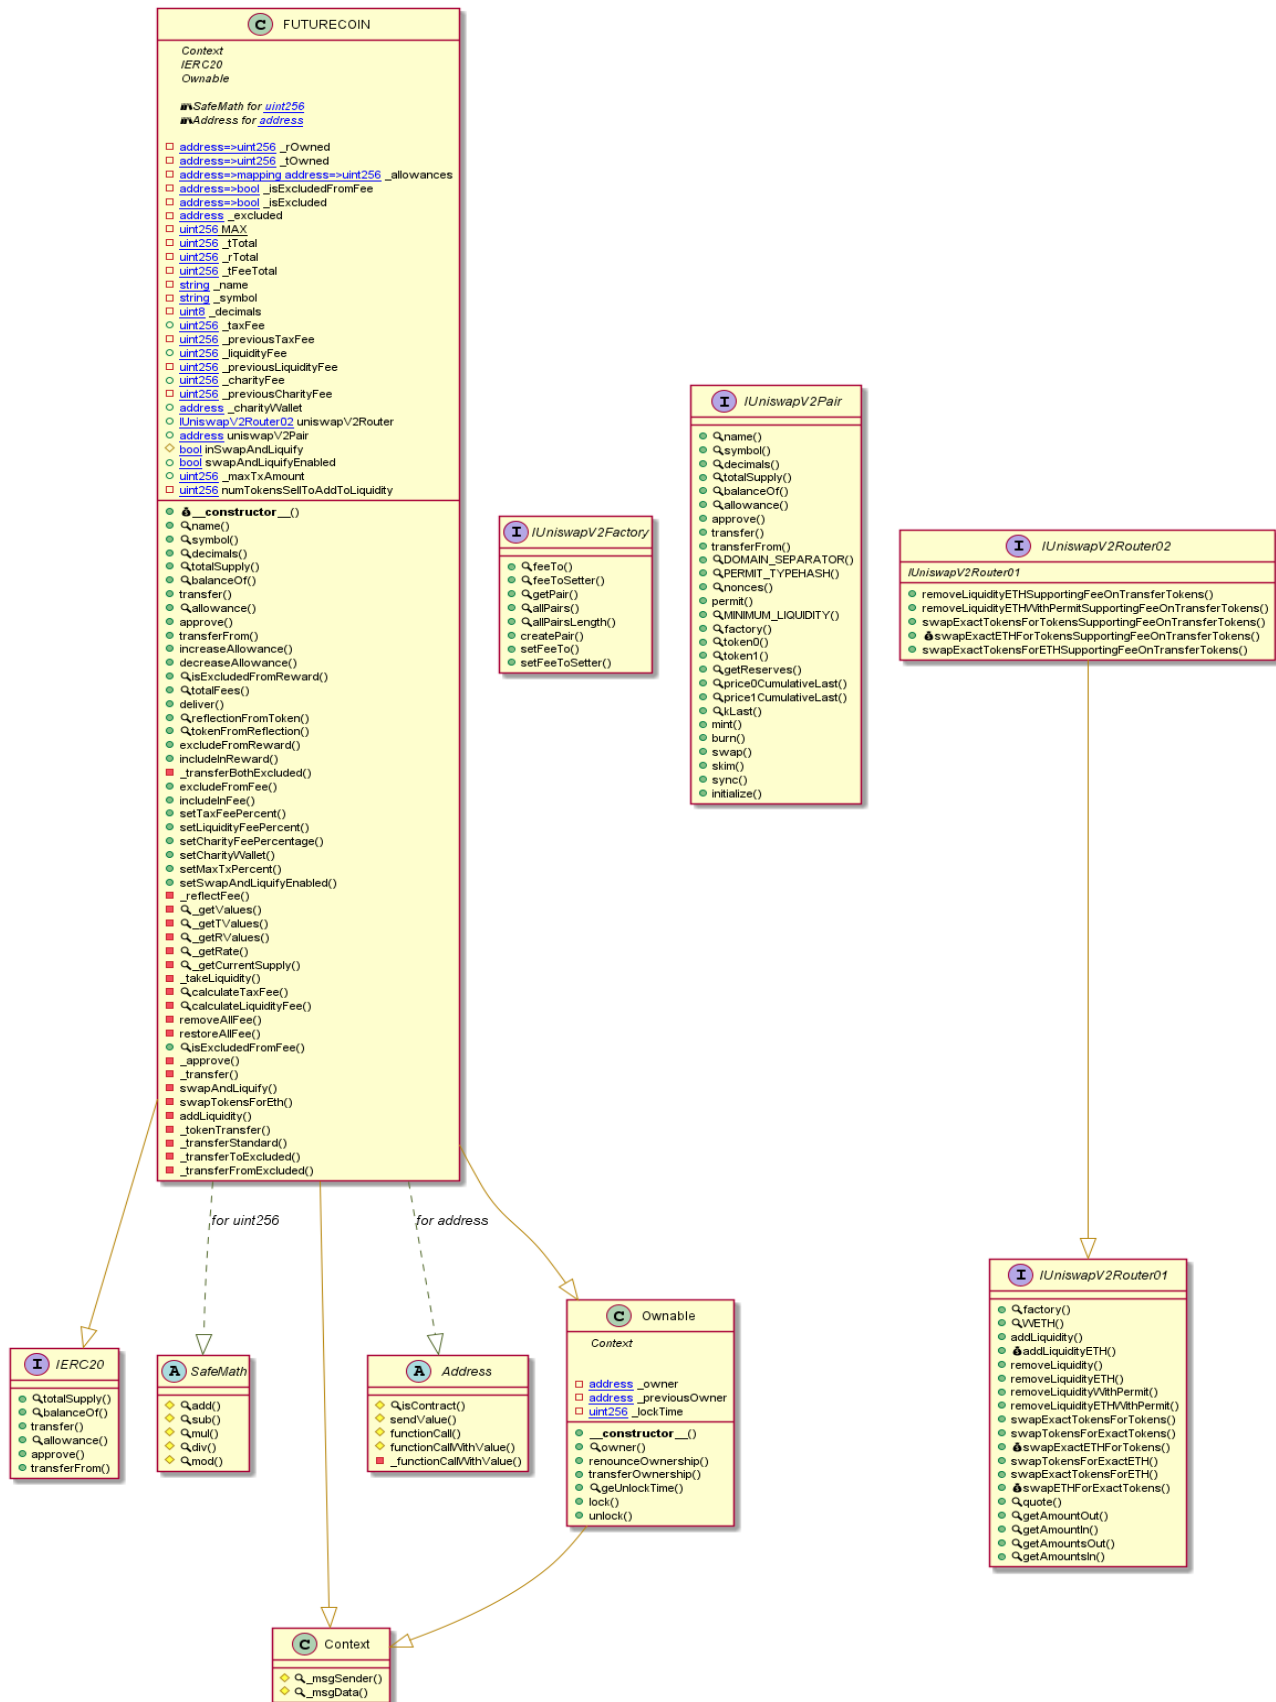 FUTURECOIN
Context
IERC20
Ownable
SafeMath for uint256
Address for address
address=>uint256 _rOwned
address=>uint256 _tOwned
address=>mapping address=>uint256 _allowances
address=>bool _isExcludedFromFee
address=>bool _isExcluded
address _excluded
uint256 MAX
uint256 _tTotal
uint256 _rTotal
uint256 _tFeeTotal
string _name
string _symbol
uint8 _decimals
uint256 _taxFee
uint256 _previousTaxFee
uint256 _liquidityFee
uint256 _previousLiquidityFee
uint256 _charityFee
uint256 _previousCharityFee
address _charityWallet
IUniswapV2Router02 uniswapV2Router
address uniswapV2Pair
bool inSwapAndLiquify
bool swapAndLiquifyEnabled
uint256 _maxTxAmount
uint256 numTokensSellToAddToLiquidity
__constructor__()
name()
symbol()
decimals()
totalSupply()
balanceOf()
transfer()
allowance()
approve()
transferFrom()
increaseAllowance()
decreaseAllowance()
isExcludedFromReward()
totalFees()
deliver()
reflectionFromToken()
tokenFromReflection()
excludeFromReward()
includeInReward()
_transferBothExcluded()
excludeFromFee()
includeInFee()
setTaxFeePercent()
setLiquidityFeePercent()
setCharityFeePercentage()
setCharityWallet()
setMaxTxPercent()
setSwapAndLiquifyEnabled()
_reflectFee()
_getValues()
_getTValues()
_getRValues()
_getRate()
_getCurrentSupply()
_takeLiquidity()
calculateTaxFee()
calculateLiquidityFee()
removeAllFee()
restoreAllFee()
isExcludedFromFee()
_approve()
_transfer()
swapAndLiquify()
swapTokensForEth()
addLiquidity()
_tokenTransfer()
_transferStandard()
_transferToExcluded()
_transferFromExcluded()
IUniswapV2Factory
feeTo()
feeToSetter()
getPair()
allPairs()
allPairsLength()
createPair()
setFeeTo()
setFeeToSetter()
IUniswapV2Pair
name()
symbol()
decimals()
totalSupply()
balanceOf()
allowance()
approve()
transfer()
transferFrom()
DOMAIN_SEPARATOR()
PERMIT_TYPEHASH()
nonces()
permit()
MINIMUM_LIQUIDITY()
factory()
token0()
token1()
getReserves()
price0CumulativeLast()
price1CumulativeLast()
kLast()
mint()
burn()
swap()
skim()
sync()
initialize()
IUniswapV2Router02
IUniswapV2Router01
removeLiquidityETHSupportingFeeOnTransferTokens()
removeLiquidityETHWithPermitSupportingFeeOnTransferTokens()
swapExactTokensForTokensSupportingFeeOnTransferTokens()
swapExactETHForTokensSupportingFeeOnTransferTokens()
swapExactTokensForETHSupportingFeeOnTransferTokens()
for uint256
for address
IERC20
totalSupply()
balanceOf()
transfer()
allowance()
approve()
transferFrom()
SafeMath
add()
sub()
mul()
div()
mod()
Address
isContract()
sendValue()
functionCall()
functionCallWithValue()
_functionCallWithValue()
Ownable
Context
address _owner
address _previousOwner
uint256 _lockTime
__constructor__()
owner()
renounceOwnership()
transferOwnership()
geUnlockTime()
lock()
unlock()
IUniswapV2Router01
factory()
WETH()
addLiquidity()
addLiquidityETH()
removeLiquidity()
removeLiquidityETH()
removeLiquidityWithPermit()
removeLiquidityETHWithPermit()
swapExactTokensForTokens()
swapTokensForExactTokens()
swapExactETHForTokens()
swapTokensForExactETH()
swapExactTokensForETH()
swapETHForExactTokens()
quote()
getAmountOut()
getAmountIn()
getAmountsOut()
getAmountsIn()
Context
_msgSender()
_msgData()